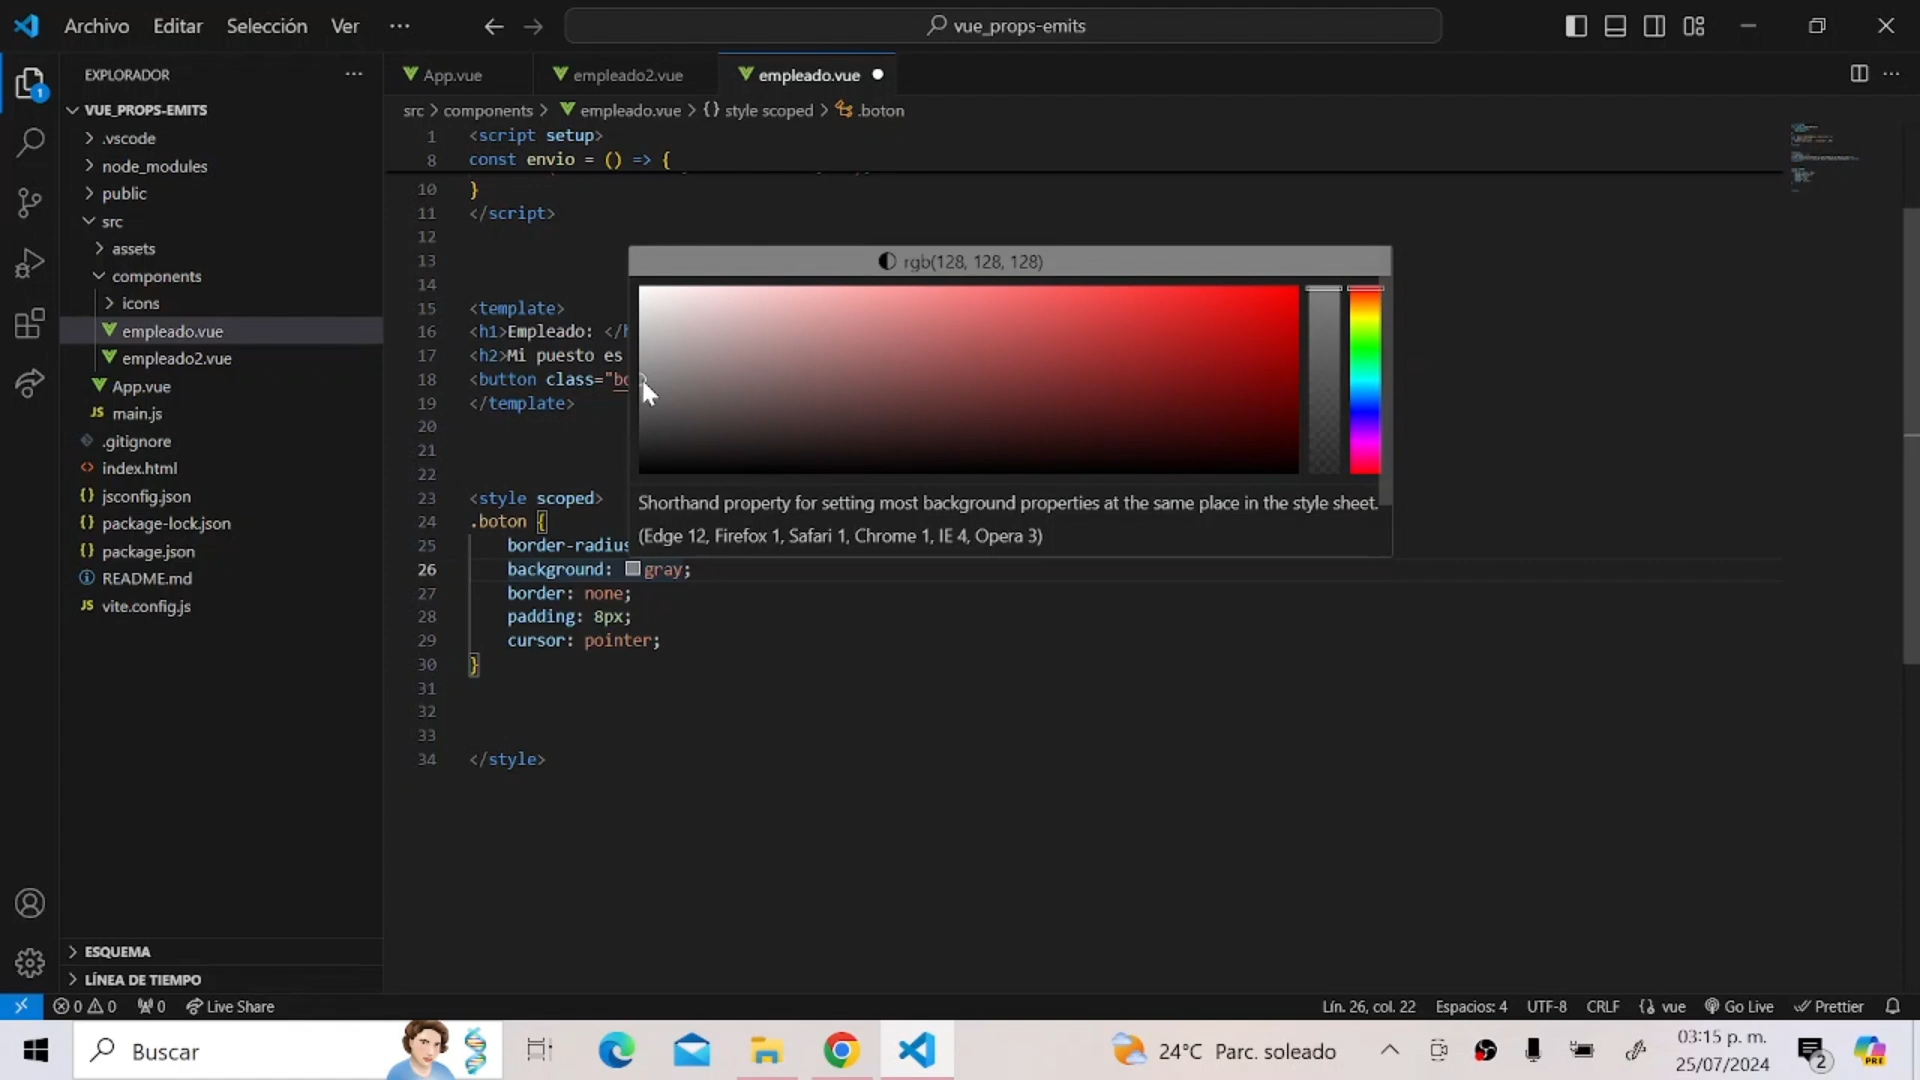 Archivo Editar Selección Ver ···
vue_props-emits
EXPLORADOR ···
VUE_PROPS-EMITS
.vscode
node_modules
public
src
assets
components
icons
empleado.vue
empleado2.vue
App.vue
JS main.js
.gitignore
<> index.html
{} jsconfig.json
{} package-lock.json
{} package.json
README.md
JS vite.config.js
ESQUEMA
LÍNEA DE TIEMPO
1
App.vue empleado2.vue empleado.vue
src > components > empleado.vue > {} style scoped > .boton
1 <script setup>
8 const envio = () => {
10 }
11 </script>
12
13
14
15 <template>
16 <h1>Empleado: </
17 <h2>Mi puesto es
18 <button class="bo
19 </template>
20
21
22
23 <style scoped>
24 .boton {
25 border-radius
26 background: gray;
27 border: none;
28 padding: 8px;
29 cursor: pointer;
30 }
31
32
33
34 </style>
rgb(128, 128, 128)
Shorthand property for setting most background properties at the same place in the style sheet.
(Edge 12, Firefox 1, Safari 1, Chrome 1, IE 4, Opera 3)
0 0 0 Live Share Lín. 26, col. 22 Espacios: 4 UTF-8 CRLF {} vue Go Live Prettier
Buscar
24°C Parc. soleado
03:15 p. m.
25/07/2024
2
PRE